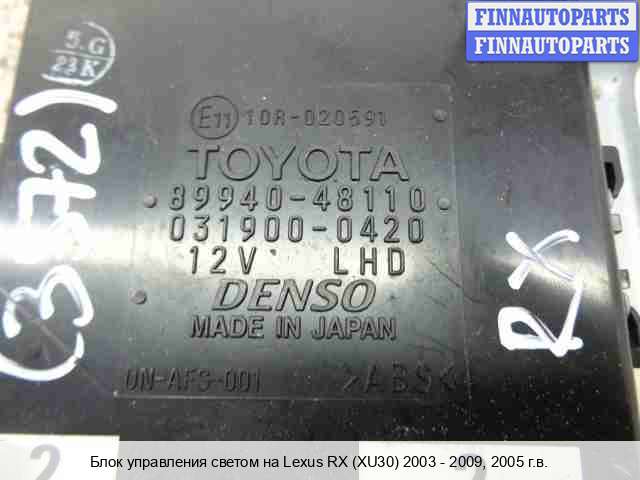 FINNAUTOPARTS
FINNAUTOPARTS
5.G
23K
(3572)
E11 10R-020591
TOYOTA
89940-48110
031900-0420
12V LHD
DENSO
MADE IN JAPAN
UN-AFS-001 >ABS<
RX
2 2
Блок управления светом на Lexus RX (XU30) 2003 - 2009, 2005 г.в.